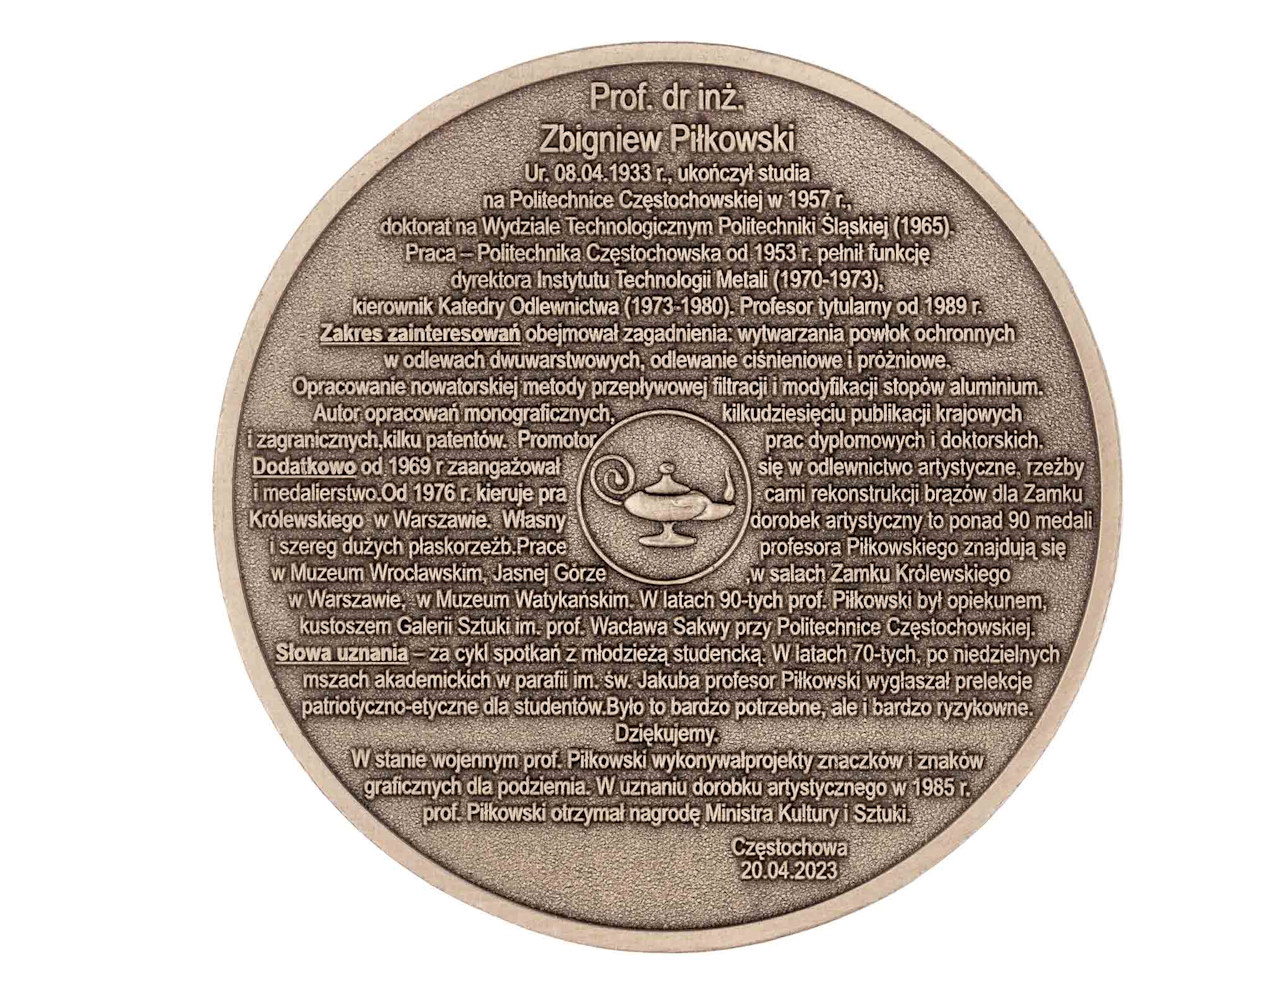 Prof. dr inż.
Zbigniew Piłkowski
Ur. 08.04.1933 r., ukończył studia
na Politechnice Częstochowskiej w 1957 r.,
doktorat na Wydziale Technologicznym Politechniki Śląskiej (1965).
Praca – Politechnika Częstochowska od 1953 r. pełnił funkcję
dyrektora Instytutu Technologii Metali (1970-1973),
kierownik Katedry Odlewnictwa (1973-1980). Profesor tytularny od 1989 r.
Zakres zainteresowań obejmował zagadnienia: wytwarzania powłok ochronnych
w odlewach dwuwarstwowych, odlewanie ciśnieniowe i próżniowe.
Opracowanie nowatorskiej metody przepływowej filtracji i modyfikacji stopów aluminium.
Autor opracowań monograficznych, kilkudziesięciu publikacji krajowych
i zagranicznych,kilku patentów. Promotor prac dyplomowych i doktorskich.
Dodatkowo od 1969 r zaangażował się w odlewnictwo artystyczne, rzeźby
i medalierstwo.Od 1976 r. kieruje pra cami rekonstrukcji brązów dla Zamku
Królewskiego w Warszawie. Własny dorobek artystyczny to ponad 90 medali
i szereg dużych płaskorzeźb.Prace profesora Piłkowskiego znajdują się
w Muzeum Wrocławskim, Jasnej Górze ,w salach Zamku Królewskiego
w Warszawie, w Muzeum Watykańskim. W latach 90-tych prof. Piłkowski był opiekunem,
kustoszem Galerii Sztuki im. prof. Wacława Sakwy przy Politechnice Częstochowskiej.
Słowa uznania – za cykl spotkań z młodzieżą studencką. W latach 70-tych, po niedzielnych
mszach akademickich w parafii im. św. Jakuba profesor Piłkowski wygłaszał prelekcje
patriotyczno-etyczne dla studentów.Było to bardzo potrzebne, ale i bardzo ryzykowne.
Dziękujemy.
W stanie wojennym prof. Piłkowski wykonywałprojekty znaczków i znaków
graficznych dla podziemia. W uznaniu dorobku artystycznego w 1985 r.
prof. Piłkowski otrzymał nagrodę Ministra Kultury i Sztuki.
Częstochowa
20.04.2023